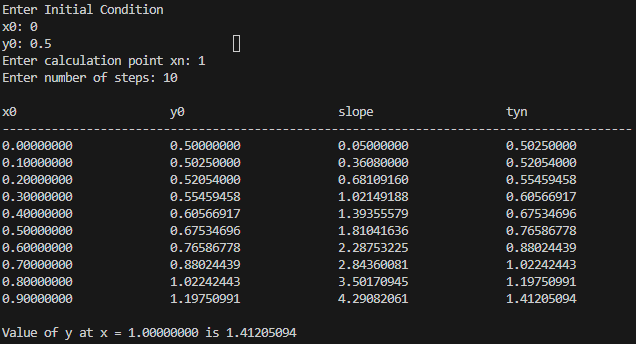 Enter Initial Condition
x0: 0
y0: 0.5
Enter calculation point xn: 1
Enter number of steps: 10
x0 y0 slope tyn
------------------------------------------------------------------------------------------
0.00000000 0.50000000 0.05000000 0.50250000
0.10000000 0.50250000 0.36080000 0.52054000
0.20000000 0.52054000 0.68109160 0.55459458
0.30000000 0.55459458 1.02149188 0.60566917
0.40000000 0.60566917 1.39355579 0.67534696
0.50000000 0.67534696 1.81041636 0.76586778
0.60000000 0.76586778 2.28753225 0.88024439
0.70000000 0.88024439 2.84360081 1.02242443
0.80000000 1.02242443 3.50170945 1.19750991
0.90000000 1.19750991 4.29082061 1.41205094
Value of y at x = 1.00000000 is 1.41205094